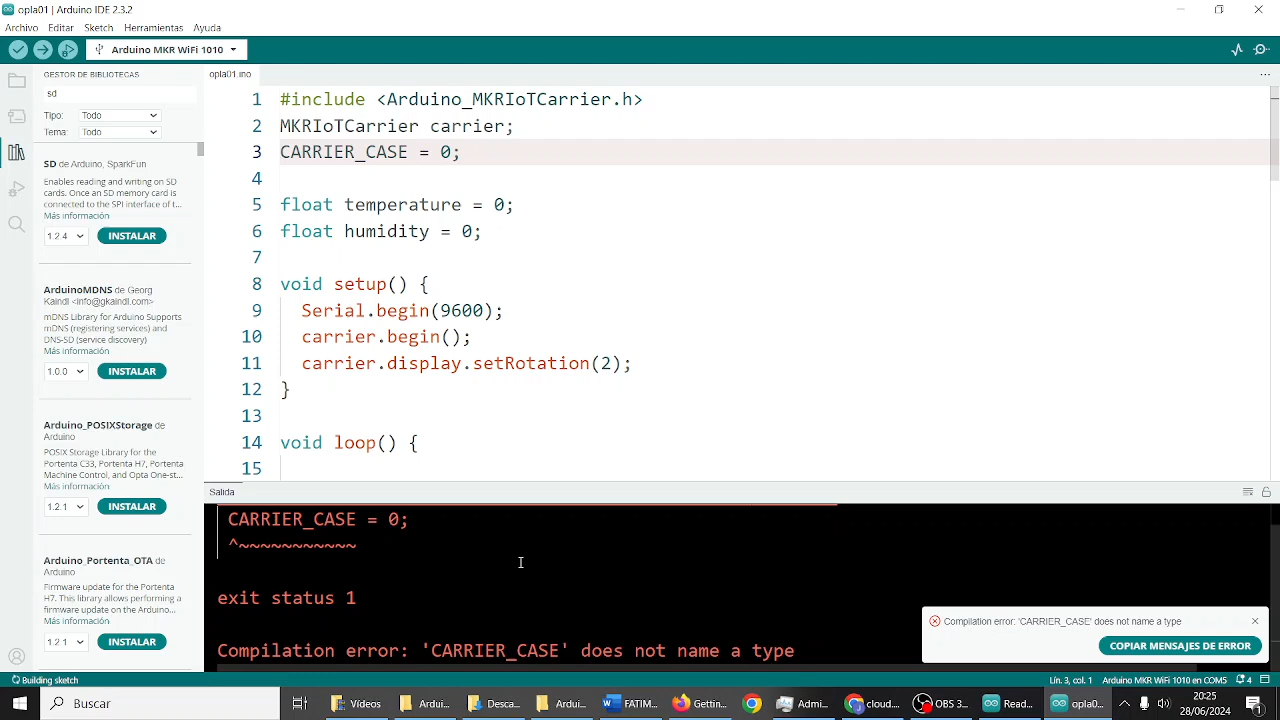 opla01 | Arduino IDE 2.3.2
Archivo Editar Sketch Herramientas Ayuda
Arduino MKR WiFi 1010
GESTOR DE BIBLIOTECAS
sd
Tipo: Todo
Tema: Todo
SD de Arduino, SparkFun
Enables reading and writing on SD
cards. Once an SD memory card is
connected to the SPI interface of t...
Más información
1.2.4 INSTALAR
ArduinoMDNS de Georg
Kaindl <info@gkaindl.com>
mDNS Library for Arduino Supports
mDNS (registering services) and
DNS-SD (service discovery)
Más información
1.0.0 INSTALAR
Arduino_POSIXStorage de
Arduino
POSIX Storage Library for the
Portenta C33, Portenta H7, Portenta
Machine Control, and Opta One-st...
Más información
1.2.1 INSTALAR
Arduino_Portenta_OTA de
Arduino
Firmware update for the Portenta
H7. This library allows performing a
firmware update on the Arduino...
Más información
1.2.1 INSTALAR
opla01.ino
1 #include <Arduino_MKRIoTCarrier.h>
2 MKRIoTCarrier carrier;
3 CARRIER_CASE = 0;
4
5 float temperature = 0;
6 float humidity = 0;
7
8 void setup() {
9 Serial.begin(9600);
10 carrier.begin();
11 carrier.display.setRotation(2);
12 }
13
14 void loop() {
15
Salida
CARRIER_CASE = 0;
^~~~~~~~~~~~
exit status 1
Compilation error: 'CARRIER_CASE' does not name a type
Compilation error: 'CARRIER_CASE' does not name a type
COPIAR MENSAJES DE ERROR
Building sketch
Lín. 3, col. 1 Arduino MKR WiFi 1010 en COM5 4
Buscar
Vídeos
Ardui...
Desca...
Ardui...
FATIM...
Gettin...
Admi...
cloud...
OBS 3...
Read...
opla0...
20:25
28/06/2024